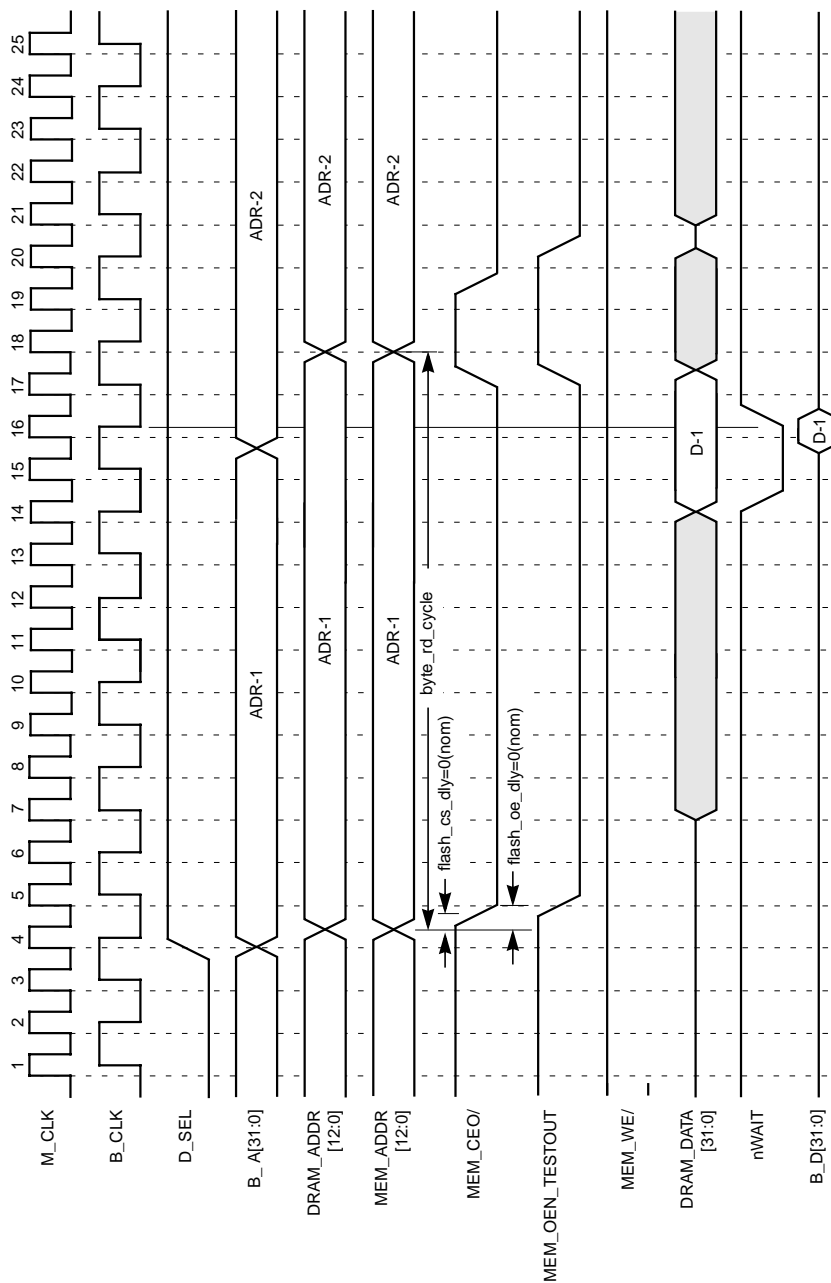 M_CLK
1 2 3 4 5 6 7 8 9 10 11 12 13 14 15 16 17 18 19 20 21 22 23 24 25
B_CLK
D_SEL
B_ A[31:0]
ADR-1
ADR-2
DRAM_ADDR
[12:0]
ADR-1
ADR-2
MEM_ADDR
[12:0]
ADR-1
ADR-2
byte_rd_cycle
flash_cs_dly=0(nom)
MEM_CEO/
flash_oe_dly=0(nom)
MEM_OEN_TESTOUT
MEM_WE/
DRAM_DATA
[31:0]
D-1
nWAIT
B_D[31:0]
D-1